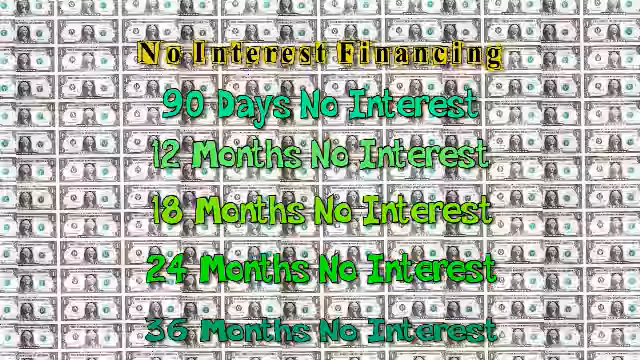 No Interest Financing
90 Days No Interest
12 Months No Interest
18 Months No Interest
24 Months No Interest
36 Months No Interest